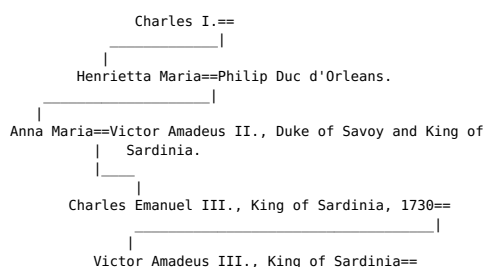 Charles I.==
Henrietta Maria==Philip Duc d'Orleans.
Anna Maria==Victor Amadeus II., Duke of Savoy and King of
Sardinia.
Charles Emanuel III., King of Sardinia, 1730==
Victor Amadeus III., King of Sardinia==